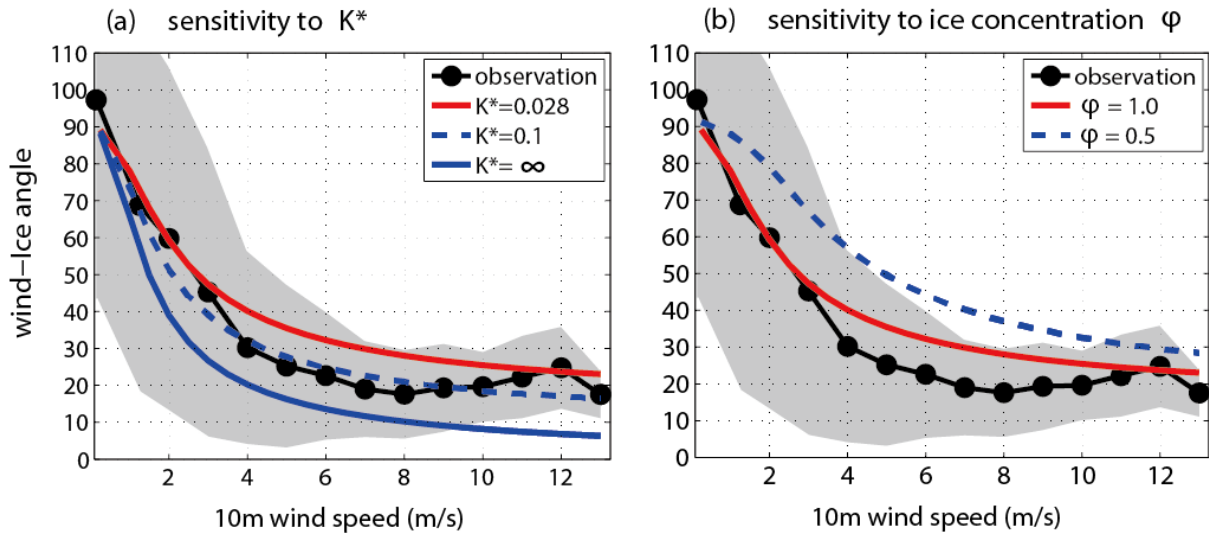 (a) sensitivity to K*
110
100
90
80
70
60
50
40
30
20
10
0
wind-Ice angle
observation
K*=0.028
K*=0.1
K*= ∞
2 4 6 8 10 12
10m wind speed (m/s)
(b) sensitivity to ice concentration φ
110
100
90
80
70
60
50
40
30
20
10
0
observation
φ = 1.0
φ = 0.5
2 4 6 8 10 12
10m wind speed (m/s)